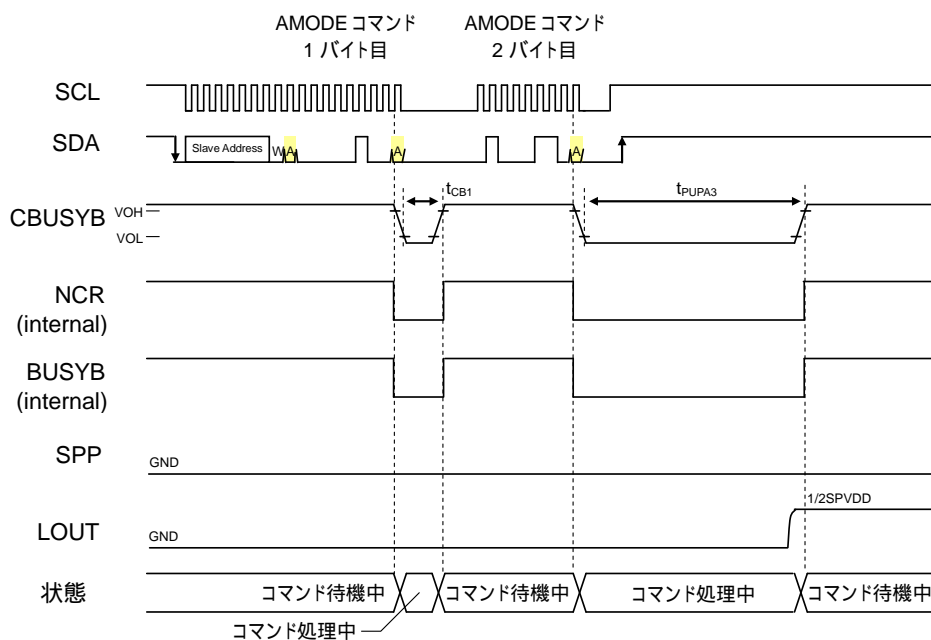 AMODE コマンド
1 バイト目
AMODE コマンド
2 バイト目
SCL
SDA
Slave Address
W
A
A
A
CBUSYB
VOH
VOL
tCB1
tPUPA3
NCR
(internal)
BUSYB
(internal)
SPP
GND
LOUT
GND
1/2SPVDD
状態
コマンド待機中
コマンド待機中
コマンド処理中
コマンド待機中
コマンド処理中